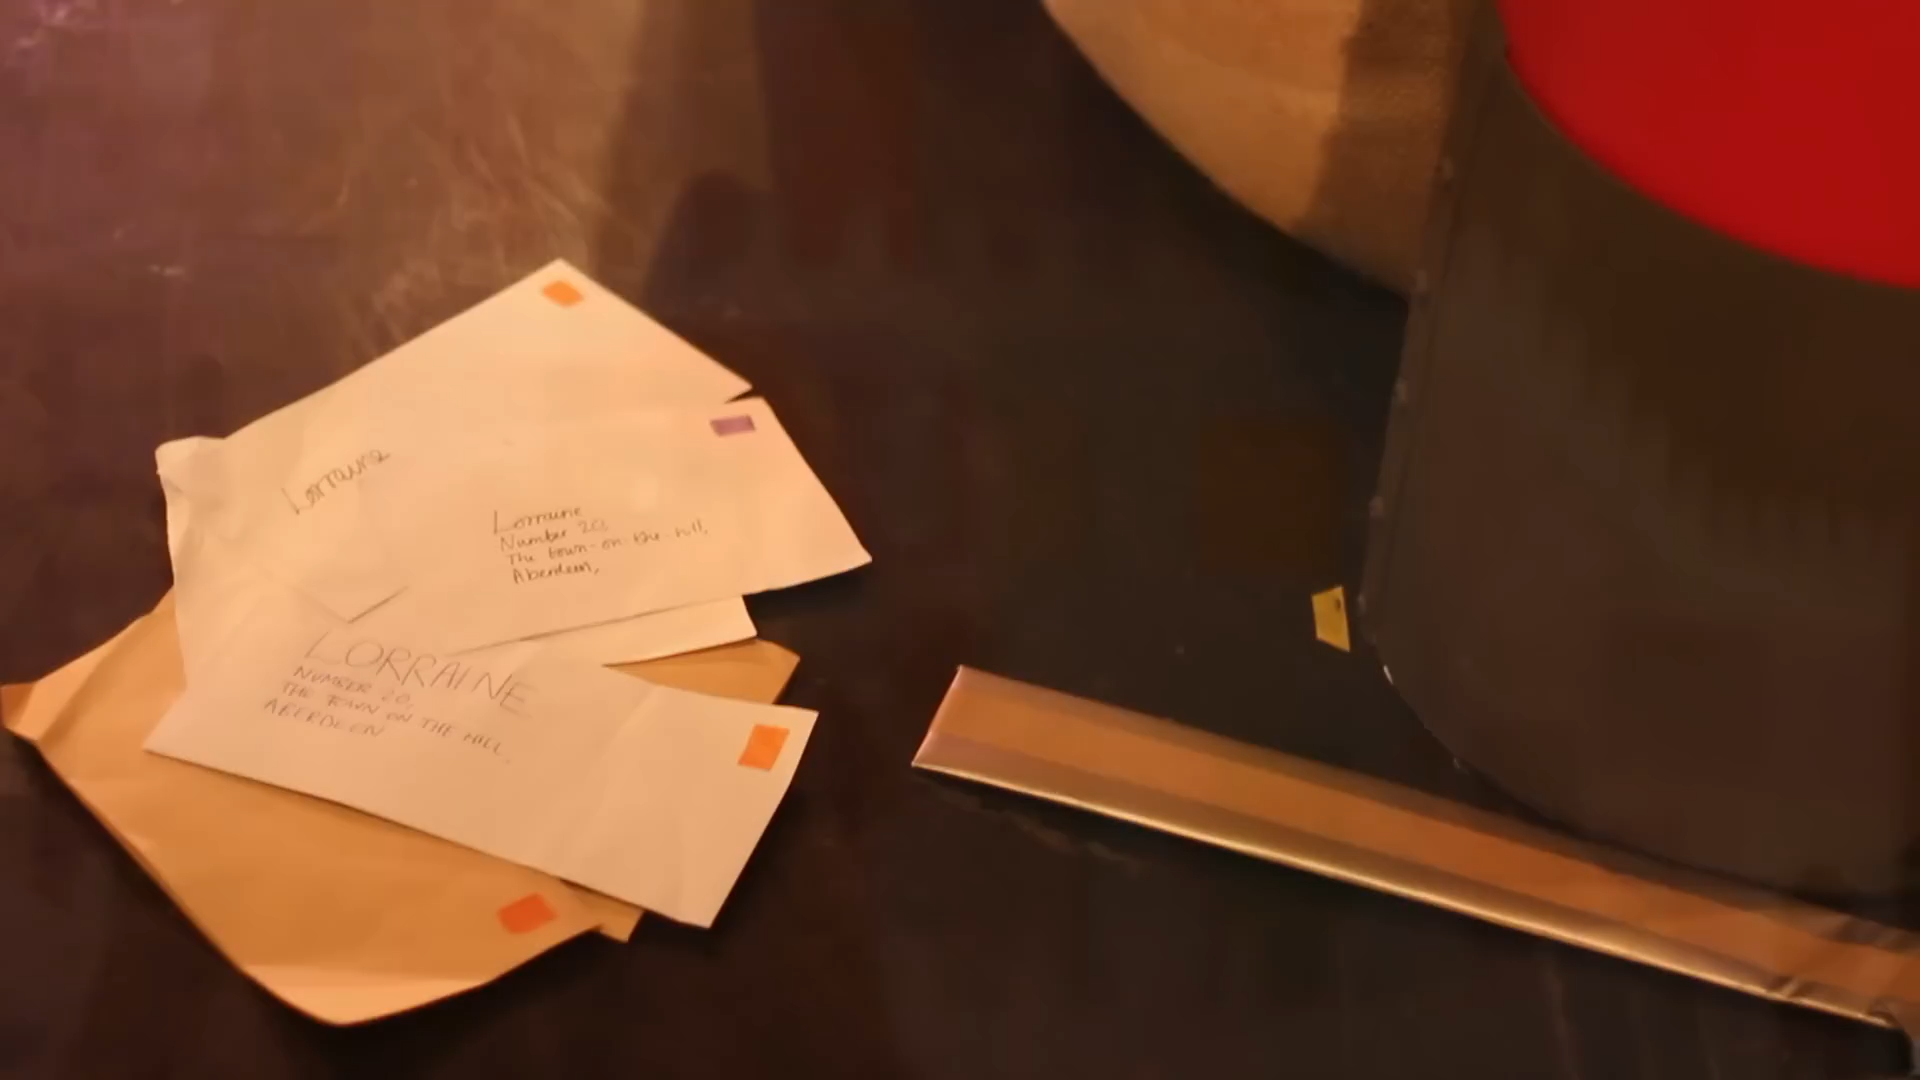 Lorraine
Lorraine
Number 20,
The town-on-the-hill,
Aberdeen,
LORRAINE
NUMBER 20,
THE TOWN ON THE HILL,
ABERDEEN